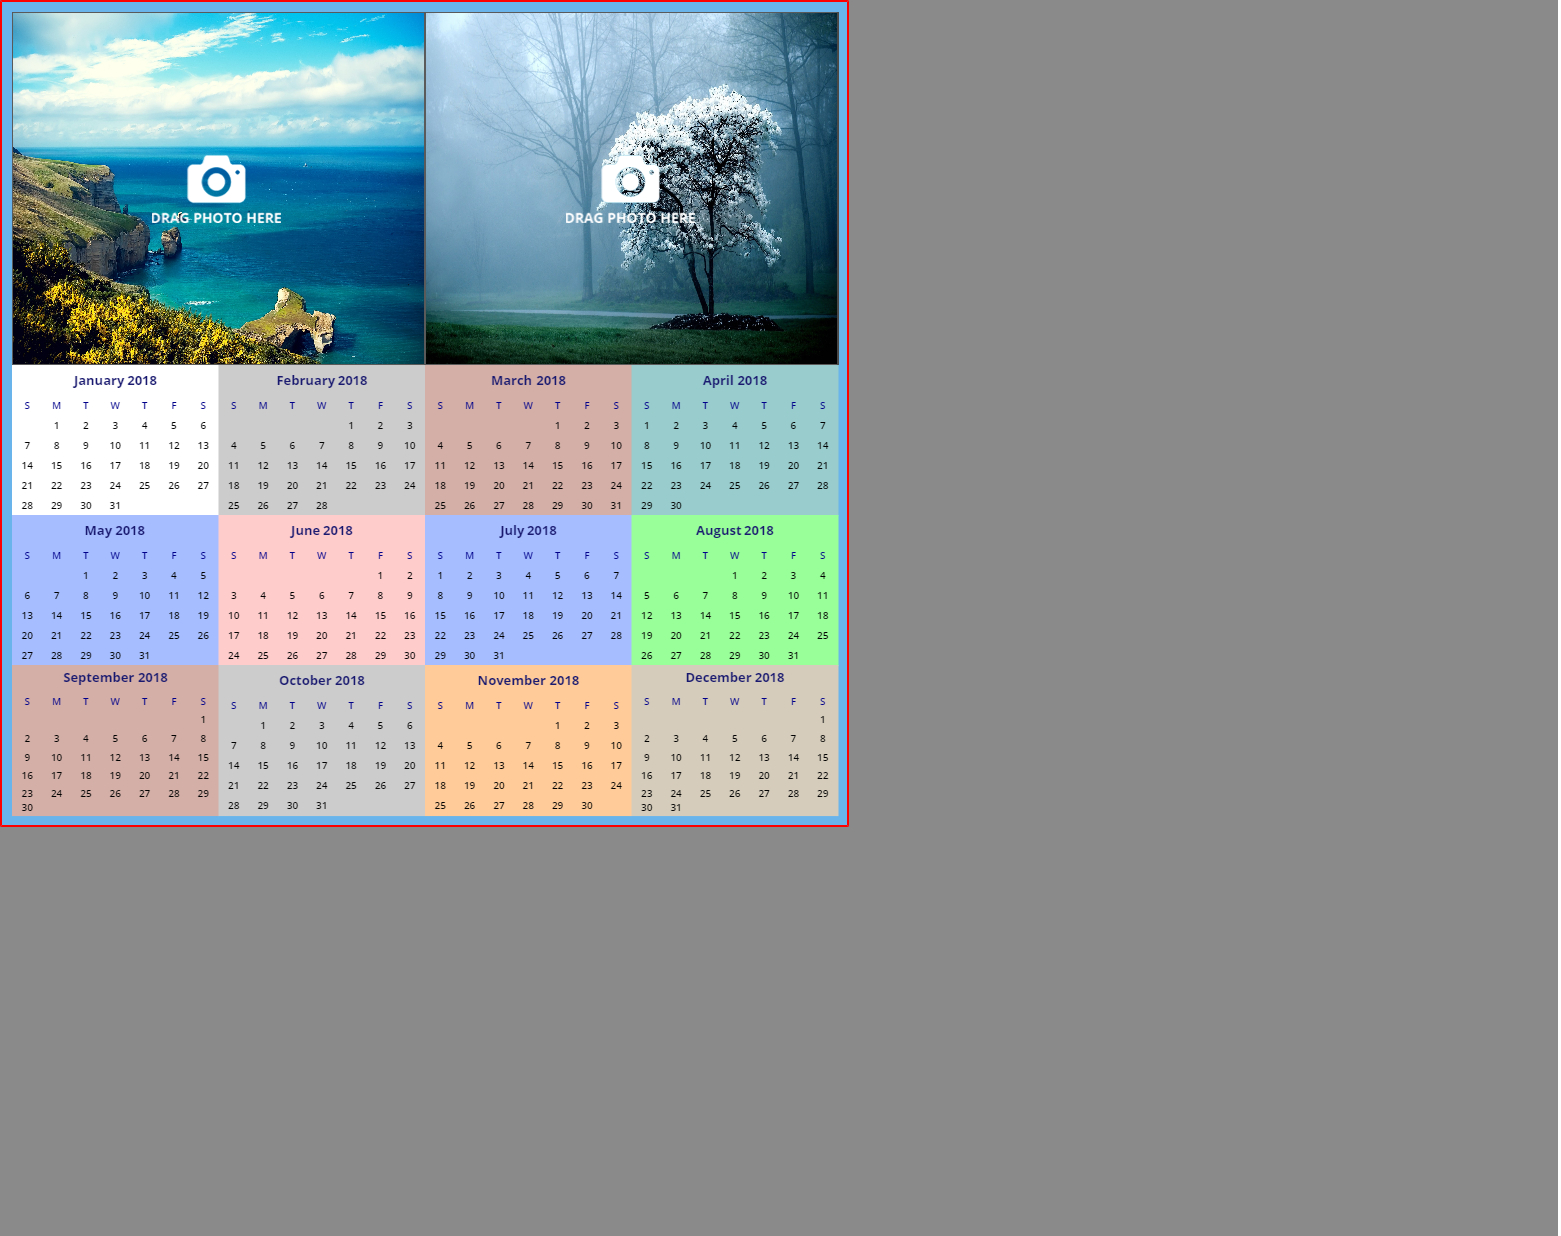 DRAG PHOTO HERE
DRAG PHOTO HERE
January 2018
S M T W T F S
1 2 3 4 5 6
7 8 9 10 11 12 13
14 15 16 17 18 19 20
21 22 23 24 25 26 27
28 29 30 31
February 2018
S M T W T F S
1 2 3
4 5 6 7 8 9 10
11 12 13 14 15 16 17
18 19 20 21 22 23 24
25 26 27 28
March 2018
S M T W T F S
1 2 3
4 5 6 7 8 9 10
11 12 13 14 15 16 17
18 19 20 21 22 23 24
25 26 27 28 29 30 31
April 2018
S M T W T F S
1 2 3 4 5 6 7
8 9 10 11 12 13 14
15 16 17 18 19 20 21
22 23 24 25 26 27 28
29 30
May 2018
S M T W T F S
1 2 3 4 5
6 7 8 9 10 11 12
13 14 15 16 17 18 19
20 21 22 23 24 25 26
27 28 29 30 31
June 2018
S M T W T F S
1 2
3 4 5 6 7 8 9
10 11 12 13 14 15 16
17 18 19 20 21 22 23
24 25 26 27 28 29 30
July 2018
S M T W T F S
1 2 3 4 5 6 7
8 9 10 11 12 13 14
15 16 17 18 19 20 21
22 23 24 25 26 27 28
29 30 31
August 2018
S M T W T F S
1 2 3 4
5 6 7 8 9 10 11
12 13 14 15 16 17 18
19 20 21 22 23 24 25
26 27 28 29 30 31
September 2018
S M T W T F S
1
2 3 4 5 6 7 8
9 10 11 12 13 14 15
16 17 18 19 20 21 22
23 24 25 26 27 28 29
30
October 2018
S M T W T F S
1 2 3 4 5 6
7 8 9 10 11 12 13
14 15 16 17 18 19 20
21 22 23 24 25 26 27
28 29 30 31
November 2018
S M T W T F S
1 2 3
4 5 6 7 8 9 10
11 12 13 14 15 16 17
18 19 20 21 22 23 24
25 26 27 28 29 30
December 2018
S M T W T F S
1
2 3 4 5 6 7 8
9 10 11 12 13 14 15
16 17 18 19 20 21 22
23 24 25 26 27 28 29
30 31